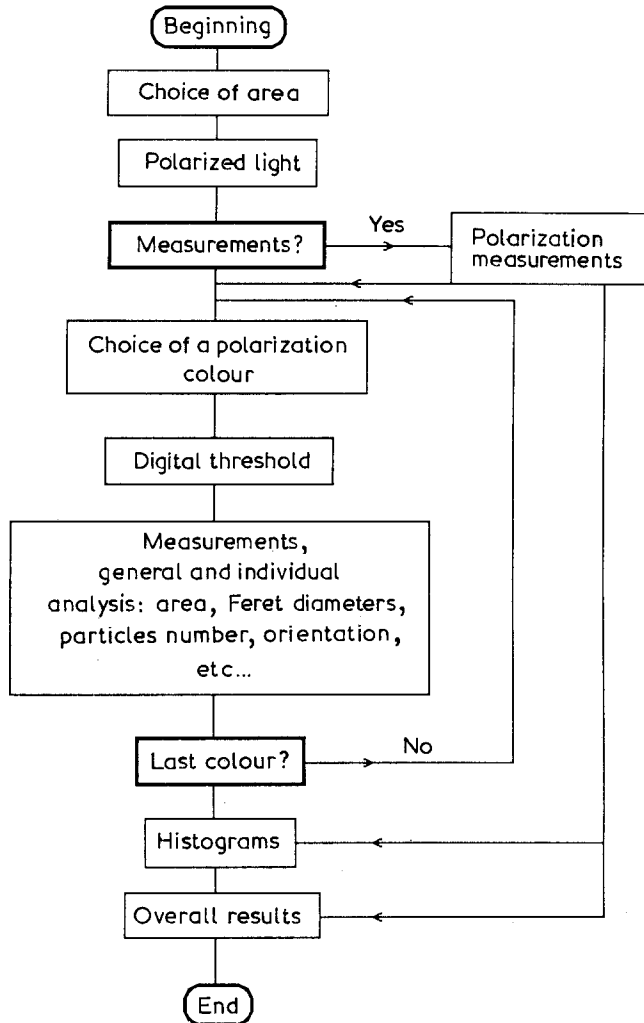 Beginning
Choice of area
Polarized light
Measurements?
Yes
Polarization
measurements
Choice of a polarization
colour
Digital threshold
Measurements,
general and individual
analysis: area, Feret diameters,
particles number, orientation,
etc...
Last colour?
No
Histograms
Overall results
End